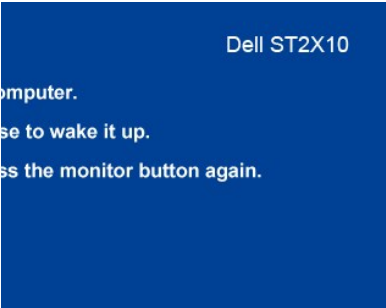 Dell ST2X10
omputer.
se to wake it up.
ss the monitor button again.